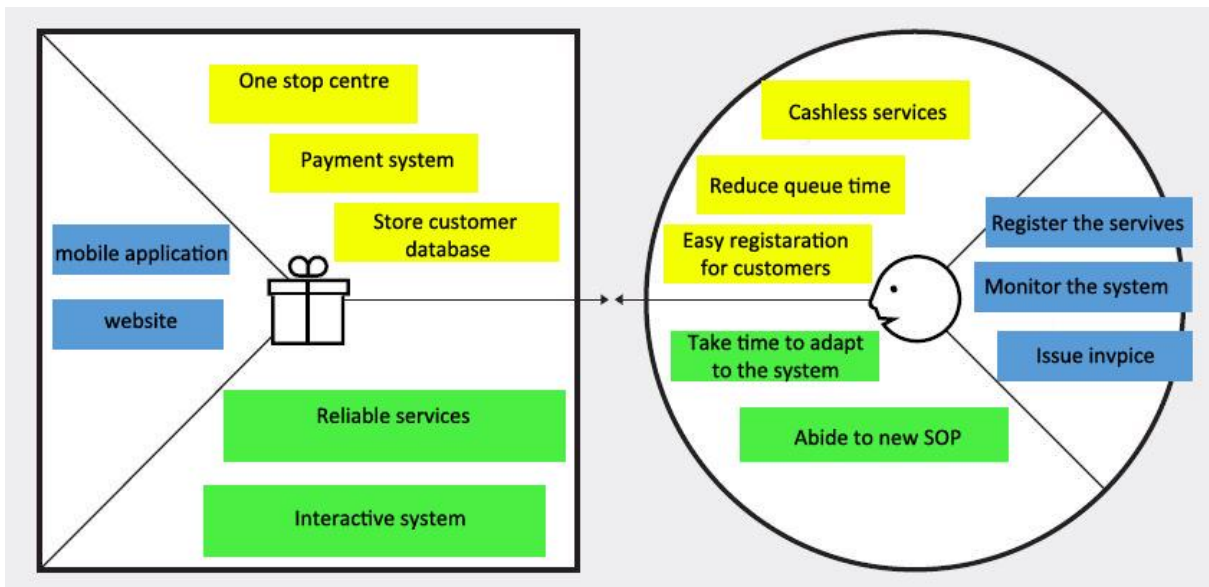 One stop centre
Payment system
Store customer
database
mobile application
website
Reliable services
Interactive system
Cashless services
Reduce queue time
Easy registaration
for customers
Register the servives
Monitor the system
Issue invpice
Take time to adapt
to the system
Abide to new SOP